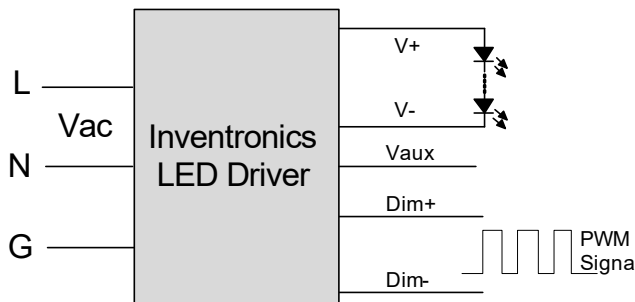 L
Vac
N
G
Inventronics
LED Driver
V+
V-
Vaux
Dim+
Dim-
PWM
Signa